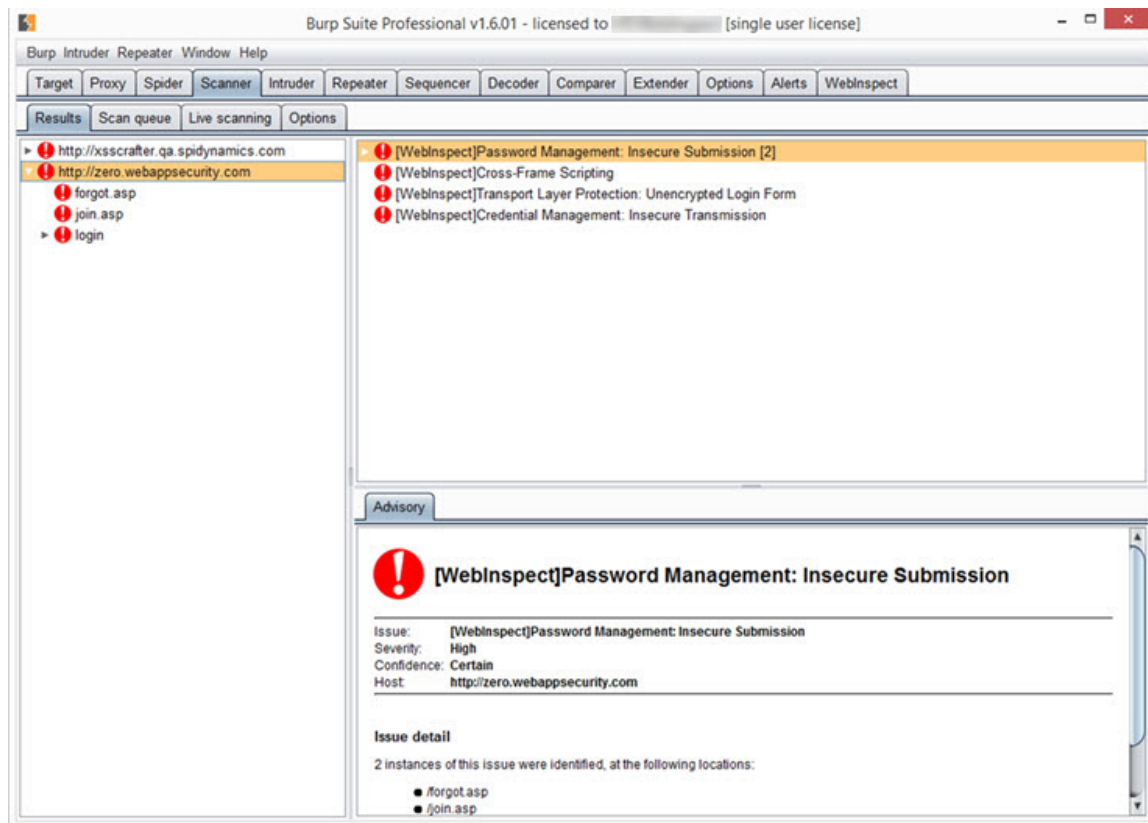 Burp Suite Professional v1.6.01 - licensed to [single user license]
Burp Intruder Repeater Window Help
Target Proxy Spider Scanner Intruder Repeater Sequencer Decoder Comparer Extender Options Alerts WebInspect
Results Scan queue Live scanning Options
http://xsscrafter.qa.spidynamics.com
http://zero.webappsecurity.com
forgot.asp
join.asp
login
[WebInspect]Password Management: Insecure Submission [2]
[WebInspect]Cross-Frame Scripting
[WebInspect]Transport Layer Protection: Unencrypted Login Form
[WebInspect]Credential Management: Insecure Transmission
Advisory
[WebInspect]Password Management: Insecure Submission
Issue: [WebInspect]Password Management: Insecure Submission
Severity: High
Confidence: Certain
Host: http://zero.webappsecurity.com
Issue detail
2 instances of this issue were identified, at the following locations:
/forgot.asp
/join.asp